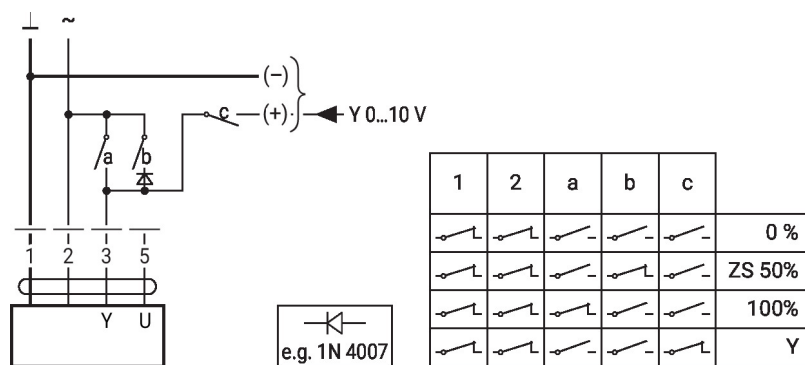 ⊥ ~
(−)
c (+) Y 0...10 V
a b
1 2 3 5
Y U
e.g. 1N 4007
1 2 a b c
0 %
ZS 50%
100%
Y